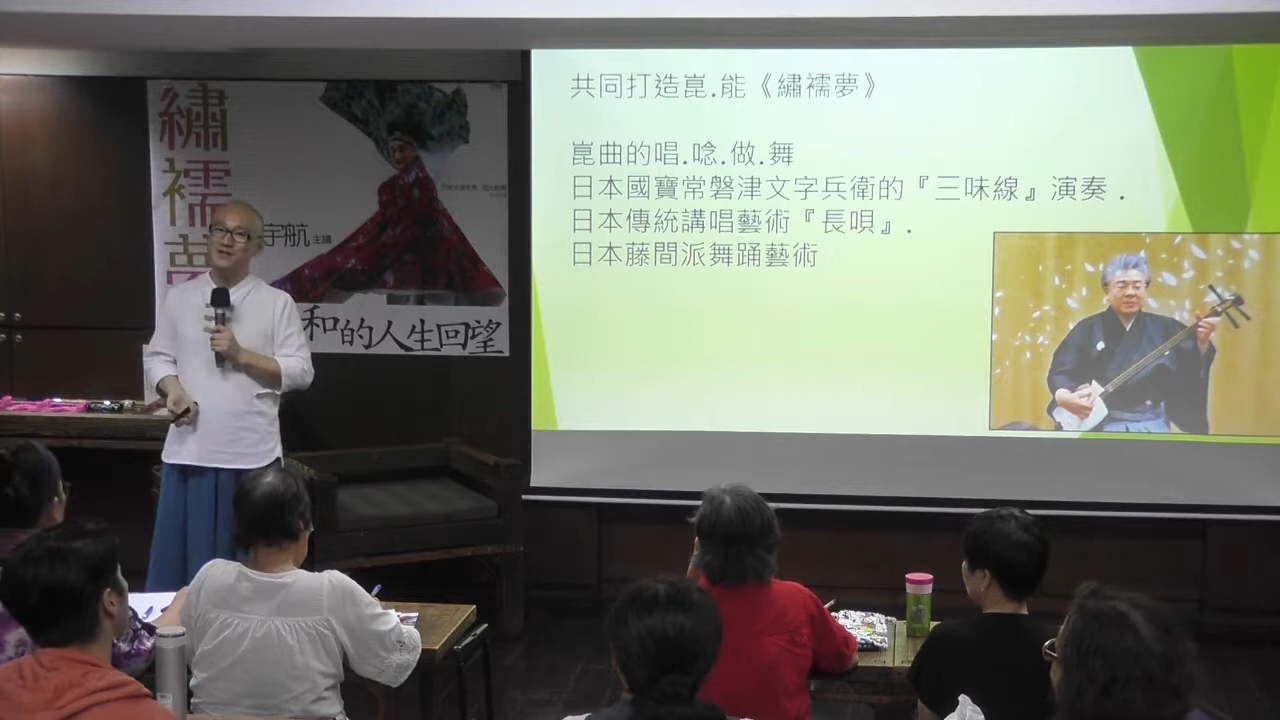 繡襦夢
宇航 主講
和的人生回望
共同打造崑.能《繡襦夢》
崑曲的唱.唸.做.舞
日本國寶常磐津文字兵衛的『三味線』演奏.
日本傳統講唱藝術『長唄』.
日本藤間派舞踊藝術